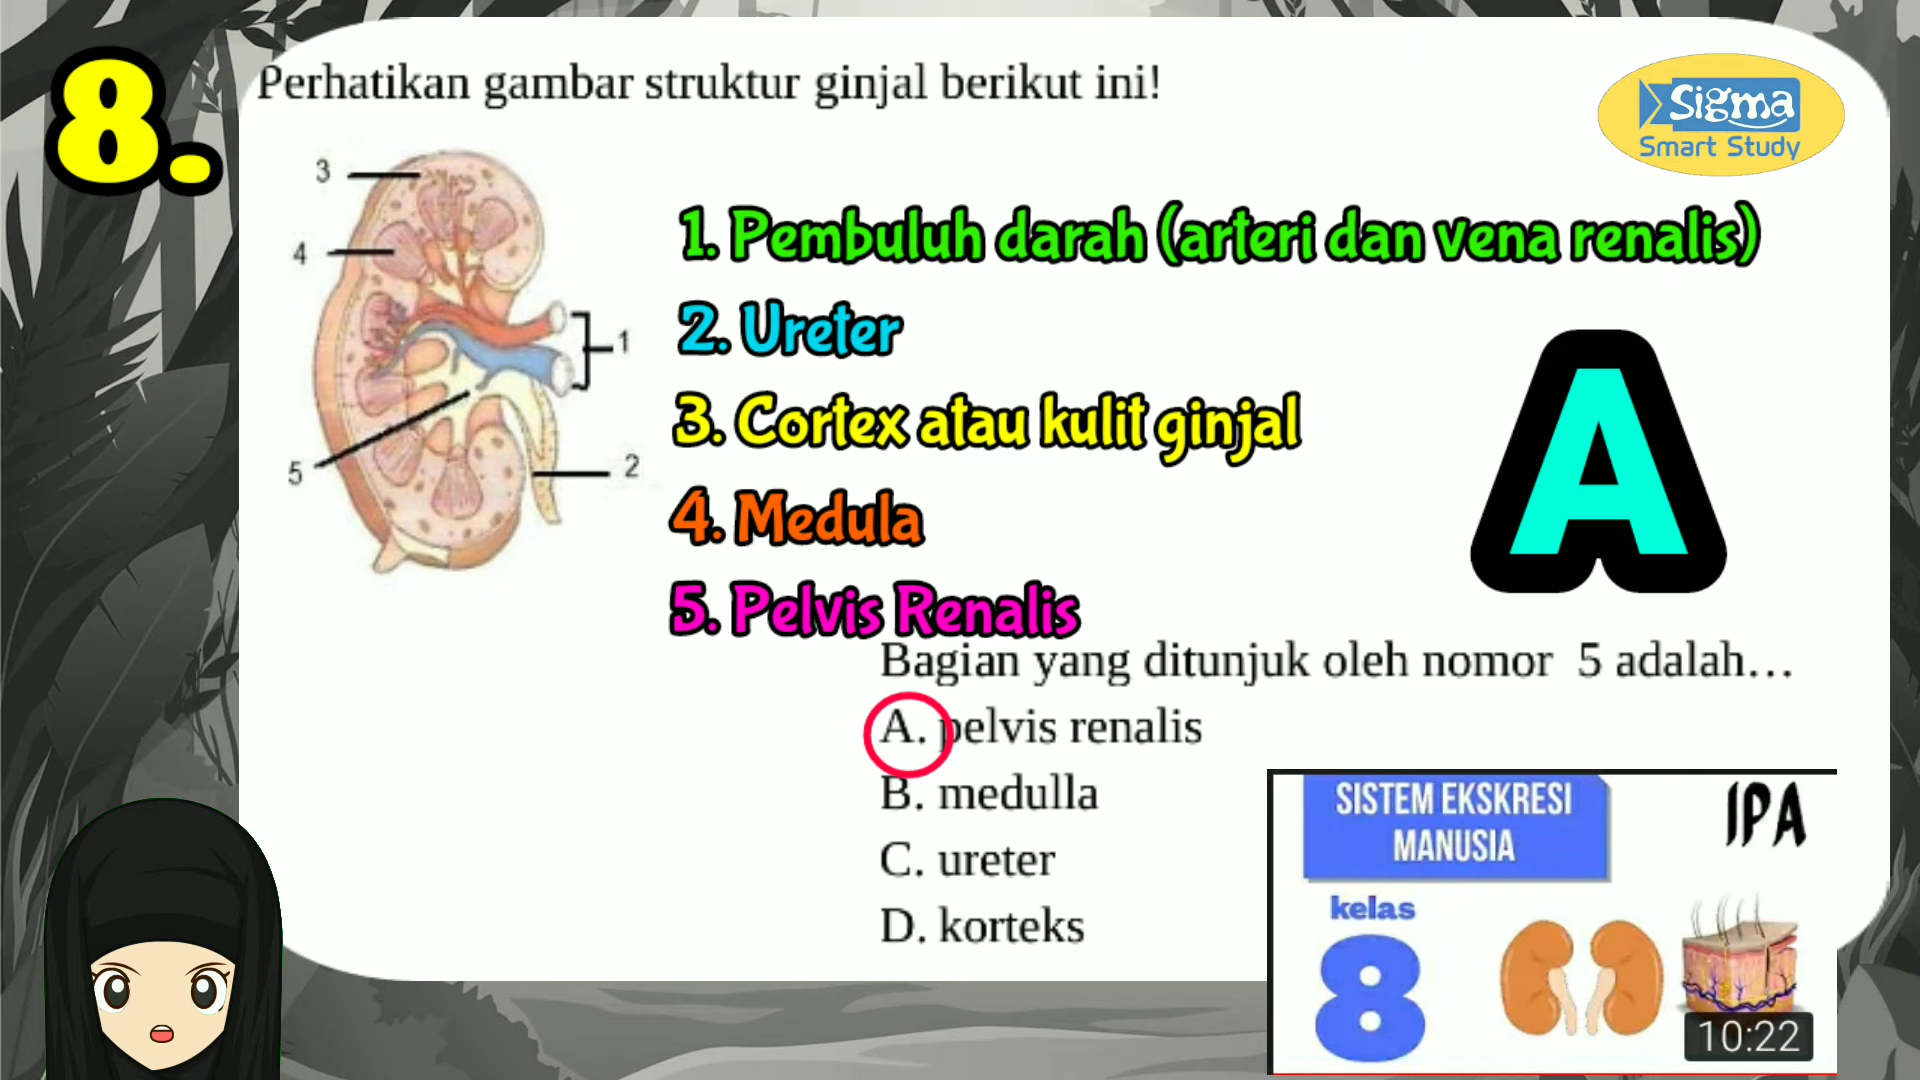 8.
Perhatikan gambar struktur ginjal berikut ini!
Sigma
Smart Study
3
4
1
5
2
1. Pembuluh darah (arteri dan vena renalis)
2. Ureter
3. Cortex atau kulit ginjal
4. Medula
5. Pelvis Renalis
A
Bagian yang ditunjuk oleh nomor 5 adalah...
A. pelvis renalis
B. medulla
C. ureter
D. korteks
SISTEM EKSKRESI
MANUSIA
IPA
kelas
8
10:22